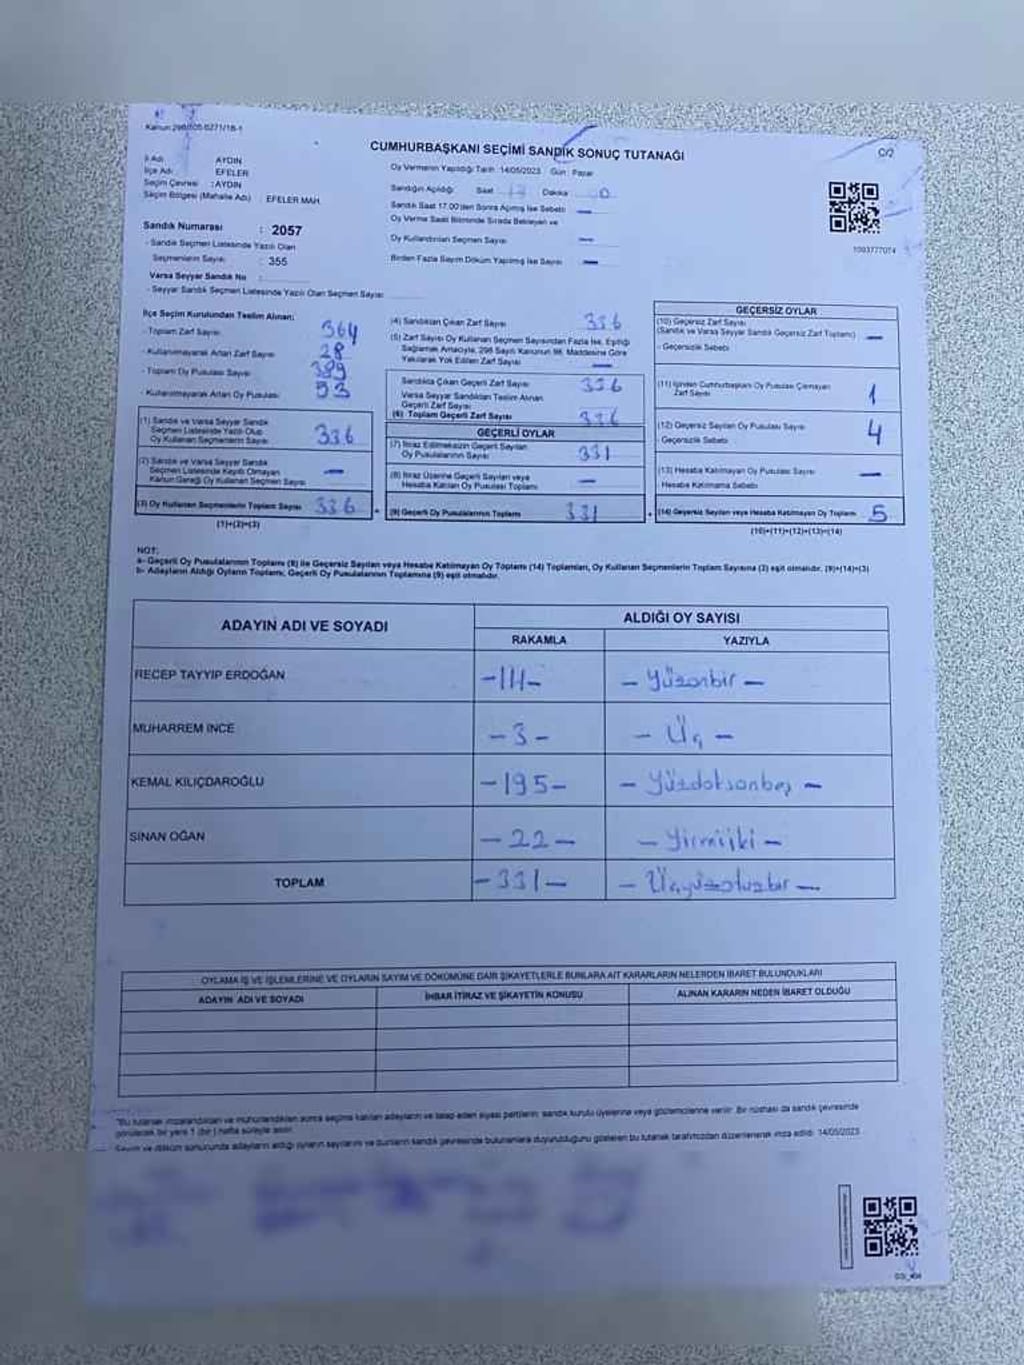 Kanun:298/105-6271/18-1
CUMHURBAŞKANI SEÇİMİ SANDIK SONUÇ TUTANAĞI
C/2
İl Adı AYDIN
İlçe Adı EFELER
Seçim Çevresi :AYDIN
Seçim Bölgesi (Mahalle Adı) : EFELER MAH.
Oy Vermenin Yapıldığı Tarih :14/05/2023 Gün : Pazar
Sandığın Açıldığı Saat Dakika
Sandık Saat 17.00'den Sonra Açılmış İse Sebebi —
Oy Verme Saati Bitiminde Sırada Bekleyen ve
Oy Kullandırılan Seçmen Sayısı —
Birden Fazla Sayım Döküm Yapılmış İse Sayısı —
1093777074
Sandık Numarası : 2057
- Sandık Seçmen Listesinde Yazılı Olan
Seçmenlerin Sayısı : 355
Varsa Seyyar Sandık No :
- Seyyar Sandık Seçmen Listesinde Yazılı Olan Seçmen Sayısı
İlçe Seçim Kurulundan Teslim Alınan:
- Toplam Zarf Sayısı 364
- Kullanılmayarak Artan Zarf Sayısı 28
- Toplam Oy Pusulası Sayısı 389
- Kullanılmayarak Artan Oy Pusulası 53
(1) Sandık ve Varsa Seyyar Sandık
Seçmen Listesinde Yazılı Olup
Oy Kullanan Seçmenlerin Sayısı 336
(2) Sandık ve Varsa Seyyar Sandık
Seçmen Listesinde Kayıtlı Olmayan
Kanun Gereği Oy Kullanan Seçmen Sayısı —
(3) Oy Kullanan Seçmenlerin Toplam Sayısı 336
(1)+(2)=(3)
(4) Sandıktan Çıkan Zarf Sayısı 336
(5) Zarf Sayısı Oy Kullanan Seçmen Sayısından Fazla İse, Eşitliği
Sağlamak Amacıyla, 298 Sayılı Kanunun 98. Maddesine Göre
Yakılarak Yok Edilen Zarf Sayısı —
Sandıkta Çıkan Geçerli Zarf Sayısı 336
Varsa Seyyar Sandıktan Teslim Alınan
Geçerli Zarf Sayısı
(6) Toplam Geçerli Zarf Sayısı 336
GEÇERLİ OYLAR
(7) İtiraz Edilmeksizin Geçerli Sayılan
Oy Pusulalarının Sayısı 331
(8) İtiraz Üzerine Geçerli Sayılan veya
Hesaba Katılan Oy Pusulası Toplamı —
(9) Geçerli Oy Pusulalarının Toplamı 331
GEÇERSİZ OYLAR
(10) Geçersiz Zarf Sayısı
(Sandık ve Varsa Seyyar Sandık Geçersiz Zarf Toplamı) —
- Geçersizlik Sebebi
(11) İçinden Cumhurbaşkanı Oy Pusulası Çıkmayan
Zarf Sayısı 1
(12) Geçersiz Sayılan Oy Pusulası Sayısı 4
- Geçersizlik Sebebi
(13) Hesaba Katılmayan Oy Pusulası Sayısı —
Hesaba Katılmama Sebebi
(14) Geçersiz Sayılan veya Hesaba Katılmayan Oy Toplamı 5
(10)+(11)+(12)+(13)=(14)
NOT:
a- Geçerli Oy Pusulalarının Toplamı (9) ile Geçersiz Sayılan veya Hesaba Katılmayan Oy Toplamı (14) Toplamları, Oy Kullanan Seçmenlerin Toplam Sayısına (3) eşit olmalıdır. (9)+(14)=(3)
b- Adayların Aldığı Oyların Toplamı, Geçerli Oy Pusulalarının Toplamına (9) eşit olmalıdır.
ADAYIN ADI VE SOYADI ALDIĞI OY SAYISI
RAKAMLA YAZIYLA
RECEP TAYYIP ERDOĞAN -111- - Yüzonbir -
MUHARREM İNCE -3- - Üç -
KEMAL KILIÇDAROĞLU -195- - Yüzdoksanbeş -
SİNAN OĞAN -22- - Yirmiiki -
TOPLAM -331- - Üçyüzotuzbir -
OYLAMA İŞ VE İŞLEMLERİNE VE OYLARIN SAYIM VE DÖKÜMÜNE DAİR ŞİKAYETLERLE BUNLARA AİT KARARLARIN NELERDEN İBARET BULUNDUKLARI
ADAYIN ADI VE SOYADI İHBAR İTİRAZ VE ŞİKAYETİN KONUSU ALINAN KARARIN NEDEN İBARET OLDUĞU
"Bu tutanak imzalandıktan ve mühürlendikten sonra seçime katılan adayların ve talep eden siyasi partilerin sandık kurulu üyelerine veya gözlemcilerine verilir. Bir nüshası da sandık çevresinde
görülecek bir yere 1 (bir) hafta süreyle asılır.
Seçim ve döküm sonucunda adayların aldığı oyların sayılarını ve bunların sandık çevresinde bulunanlara duyurulduğunu gösteren bu tutanak tarafımızdan düzenlenerek imza edildi. 14/05/2023